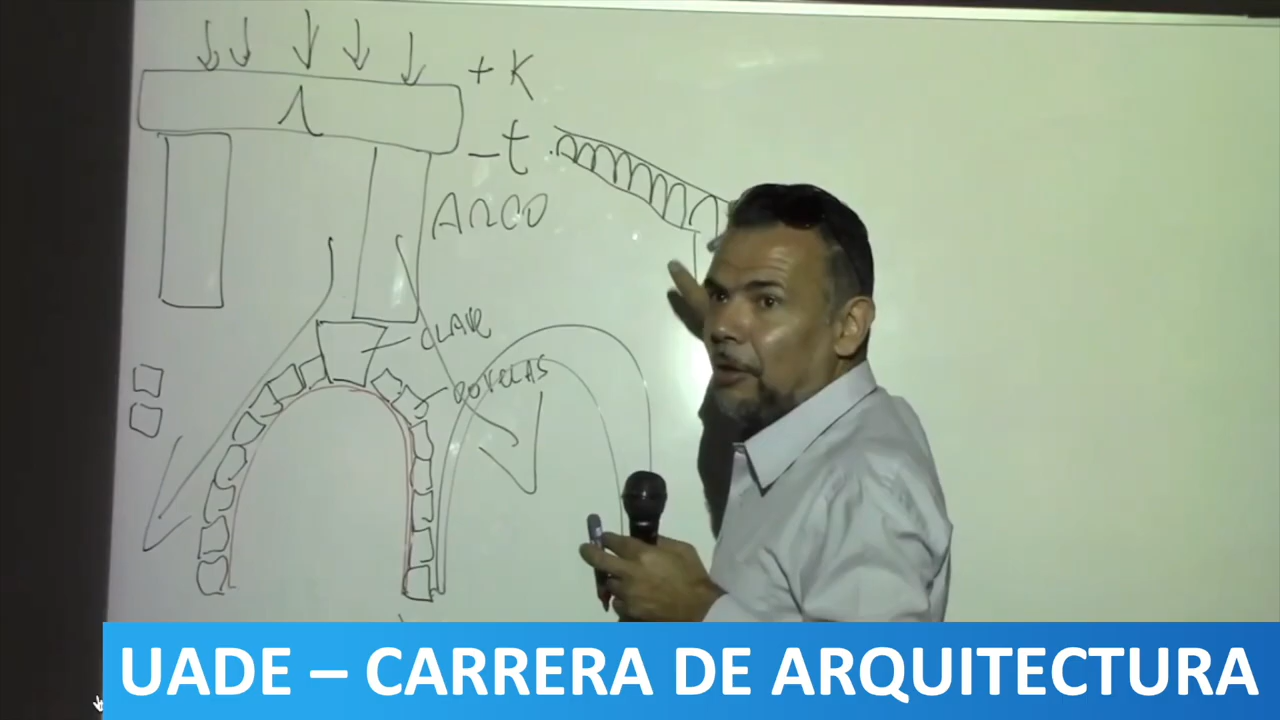 + K
- t
ARCO
CLAVE
DOVELAS
UADE – CARRERA DE ARQUITECTURA